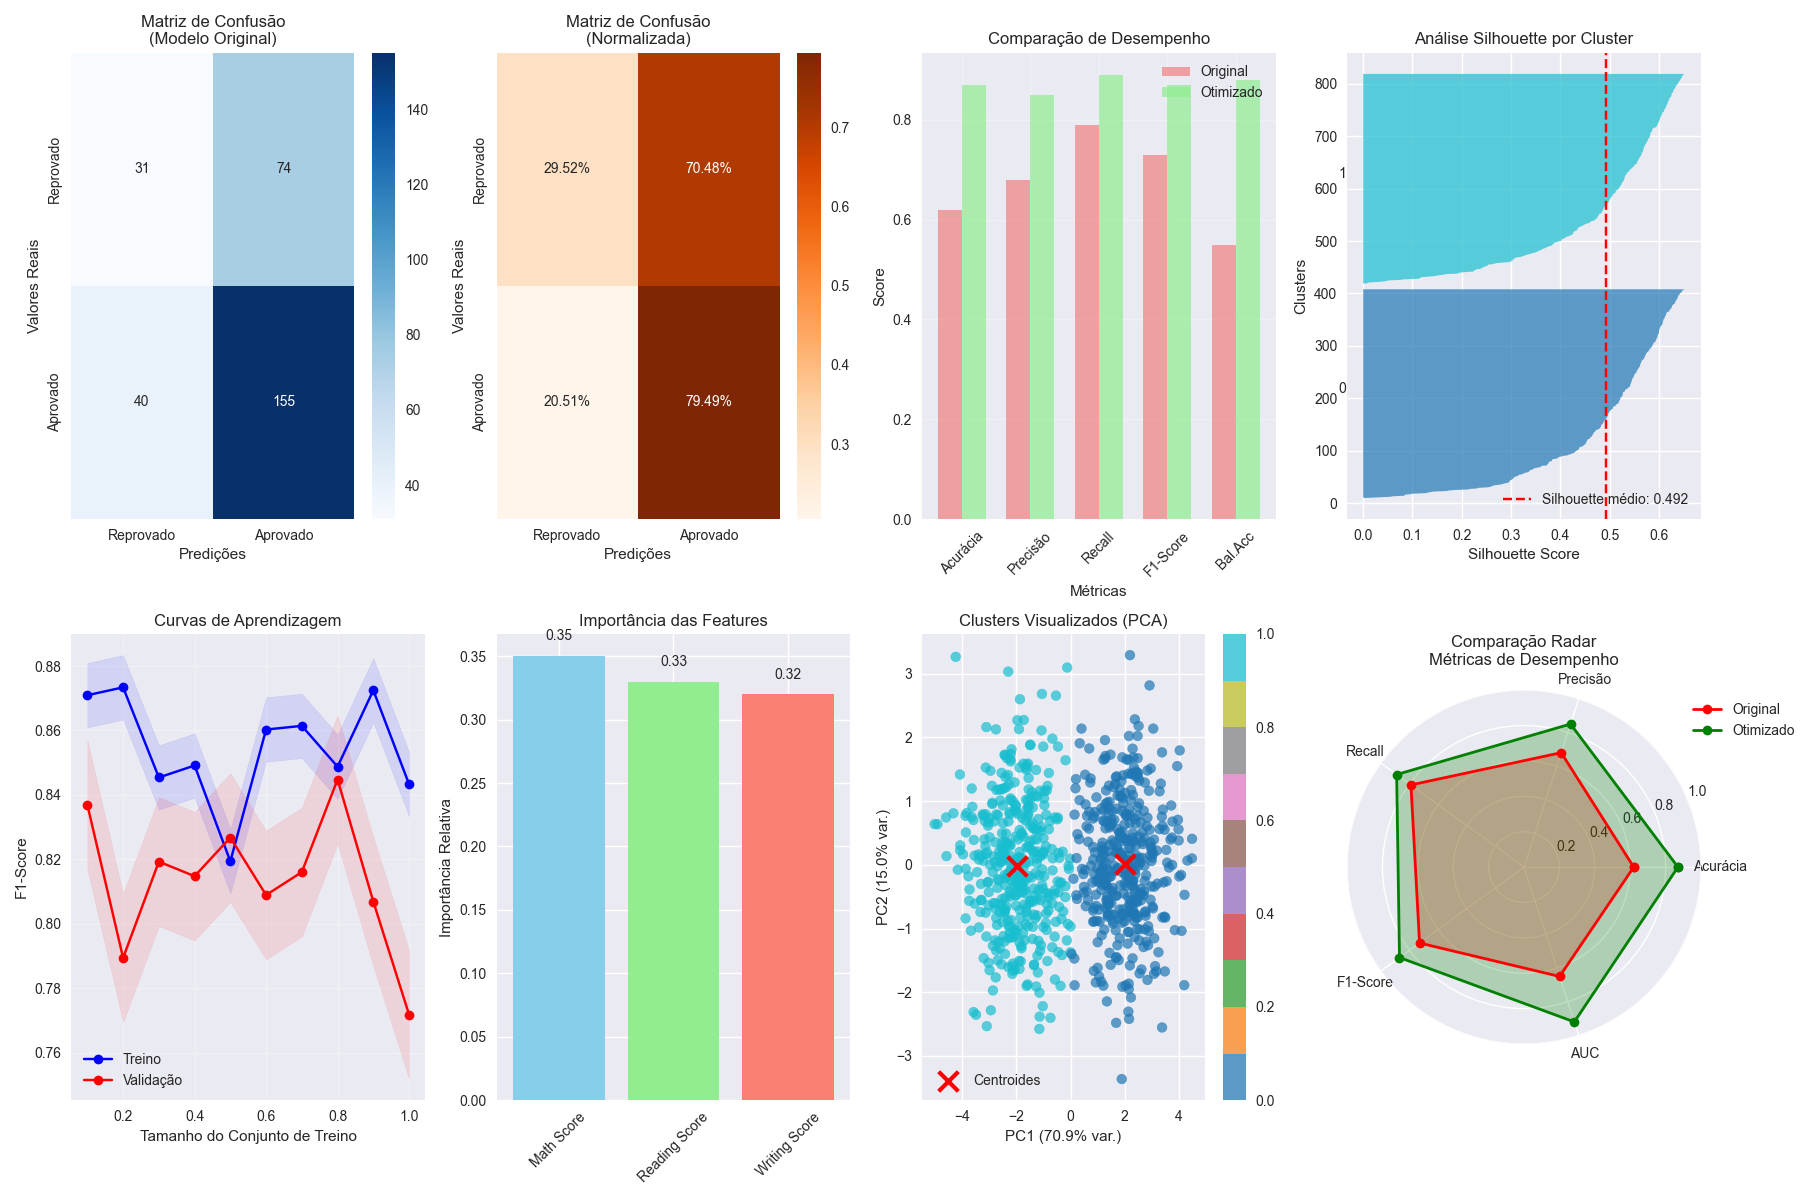 Matriz de Confusão
(Modelo Original)
Reprovado
Aprovado
Valores Reais
31
74
40
155
Reprovado
Aprovado
Predições
140
120
100
80
60
40
Matriz de Confusão
(Normalizada)
Reprovado
Aprovado
Valores Reais
29.52%
70.48%
20.51%
79.49%
Reprovado
Aprovado
Predições
0.7
0.6
0.5
0.4
0.3
Comparação de Desempenho
Original
Otimizado
Score
0.8
0.6
0.4
0.2
0.0
Acurácia
Precisão
Recall
F1-Score
Bal.Acc
Métricas
Análise Silhouette por Cluster
Clusters
800
700
600
500
400
300
200
100
0
1
0
Silhouette médio: 0.492
0.0
0.1
0.2
0.3
0.4
0.5
0.6
Silhouette Score
Curvas de Aprendizagem
F1-Score
0.88
0.86
0.84
0.82
0.80
0.78
0.76
Treino
Validação
0.2
0.4
0.6
0.8
1.0
Tamanho do Conjunto de Treino
Importância das Features
Importância Relativa
0.35
0.30
0.25
0.20
0.15
0.10
0.05
0.00
0.35
0.33
0.32
Math Score
Reading Score
Writing Score
Clusters Visualizados (PCA)
PC2 (15.0% var.)
3
2
1
0
−1
−2
−3
Centroides
−4
−2
0
2
4
PC1 (70.9% var.)
1.0
0.8
0.6
0.4
0.2
0.0
Comparação Radar
Métricas de Desempenho
Precisão
Recall
F1-Score
AUC
Acurácia
0.2
0.4
0.6
0.8
1.0
Original
Otimizado